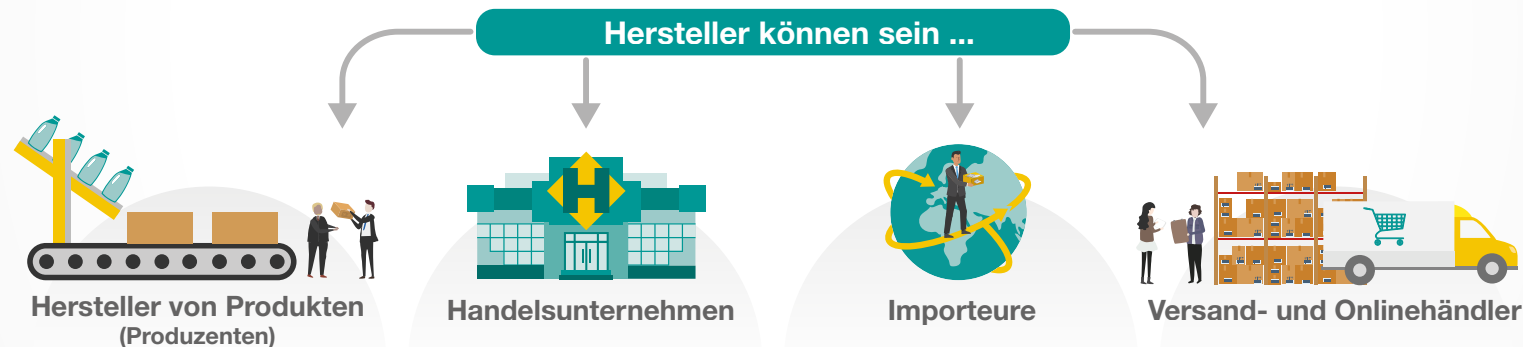 Hersteller können sein ...
Hersteller von Produkten
(Produzenten)
H
Handelsunternehmen
Importeure
Versand- und Onlinehändler